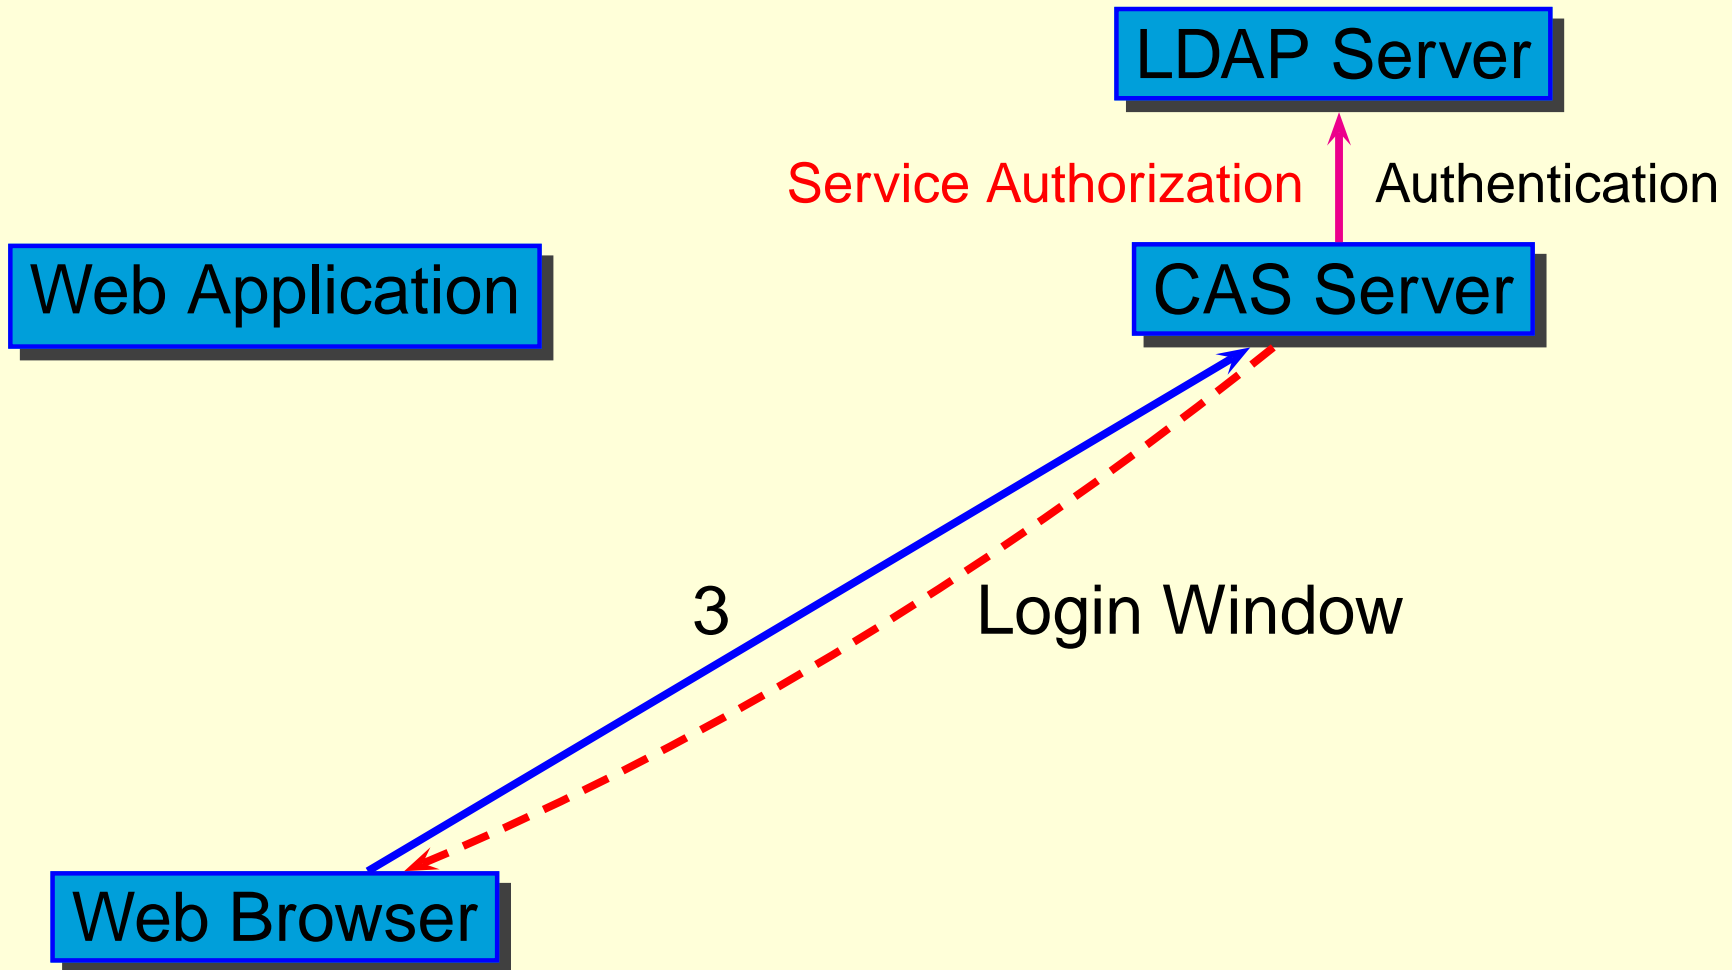 LDAP Server
Service Authorization
Authentication
Web Application
CAS Server
3
Login Window
Web Browser